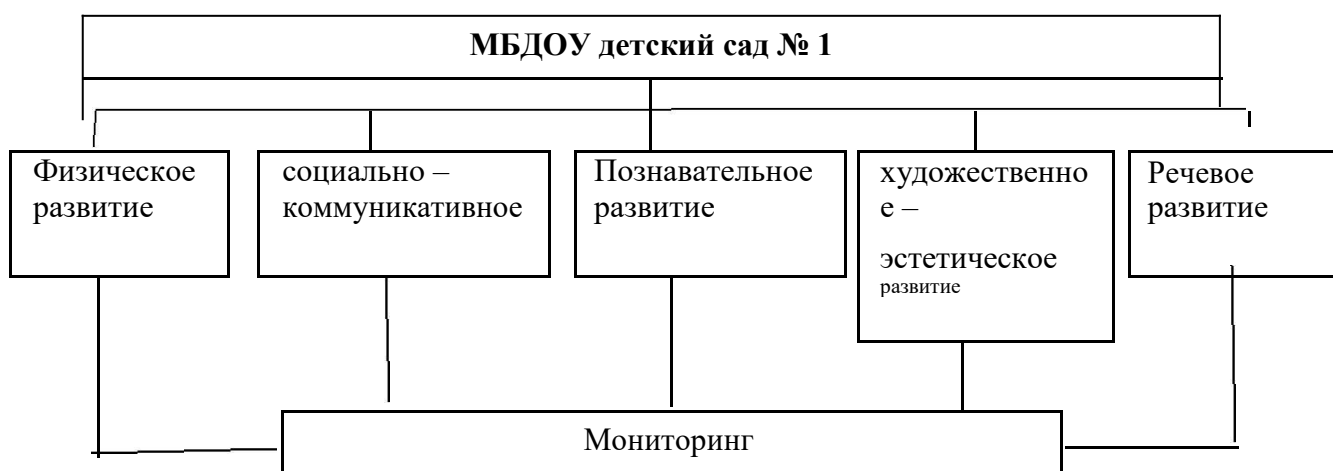 МБДОУ детский сад № 1
Физическое
развитие
социально –
коммуникативное
Познавательное
развитие
художественно
е –
эстетическое
развитие
Речевое
развитие
Мониторинг